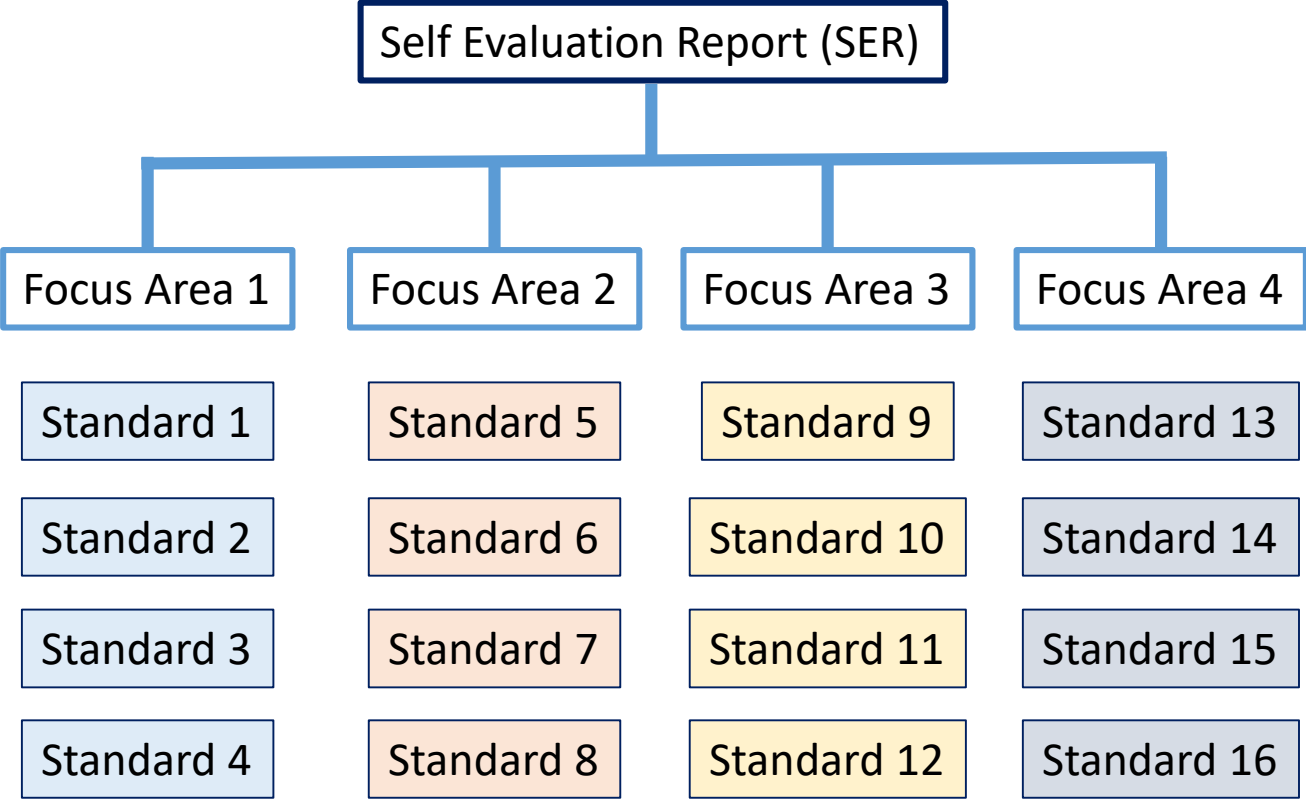 Self Evaluation Report (SER)
Focus Area 1
Focus Area 2
Focus Area 3
Focus Area 4
Standard 1
Standard 5
Standard 9
Standard 13
Standard 2
Standard 6
Standard 10
Standard 14
Standard 3
Standard 7
Standard 11
Standard 15
Standard 4
Standard 8
Standard 12
Standard 16